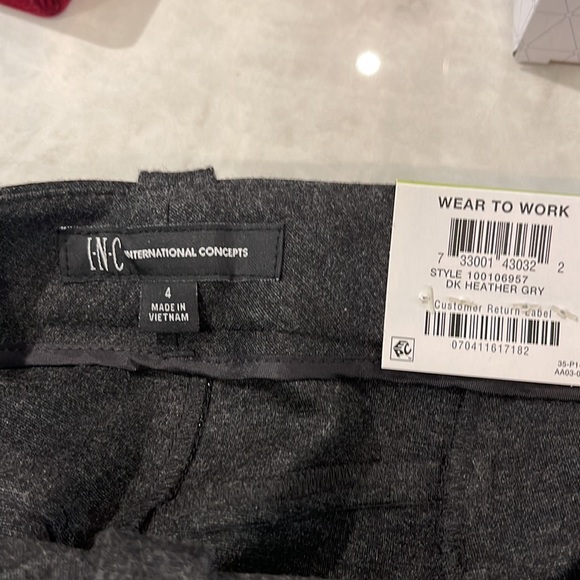 I·N·C INTERNATIONAL CONCEPTS
4
MADE IN
VIETNAM
WEAR TO WORK
7 33001 43032 2
STYLE 100106957
DK HEATHER GRY
Customer Return Label
070411617182